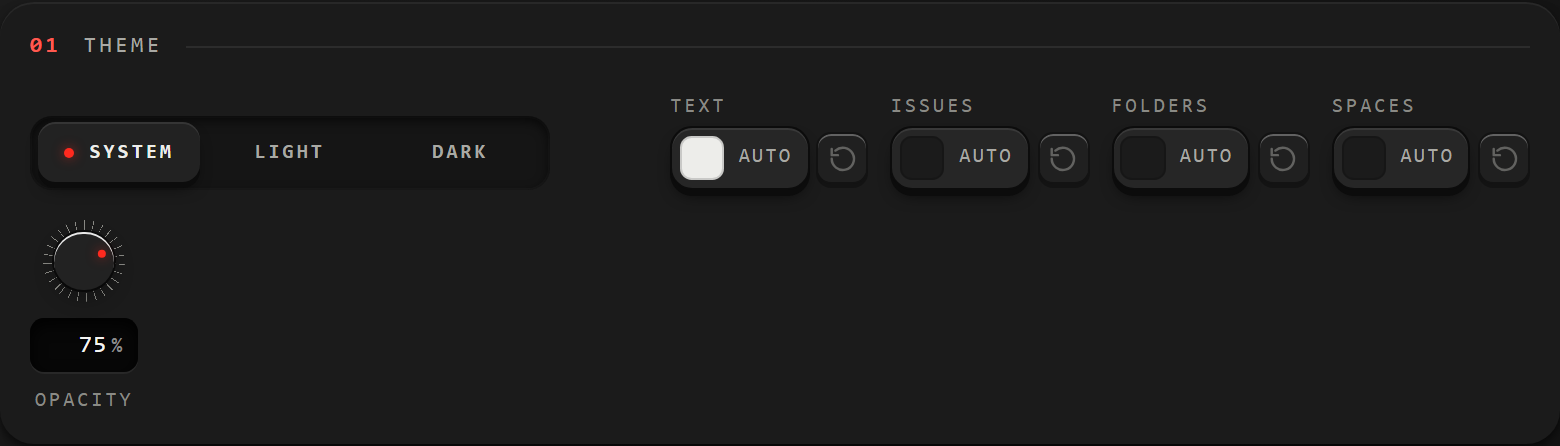 01 THEME
TEXT ISSUES FOLDERS SPACES
SYSTEM LIGHT DARK AUTO AUTO AUTO AUTO
75%
OPACITY